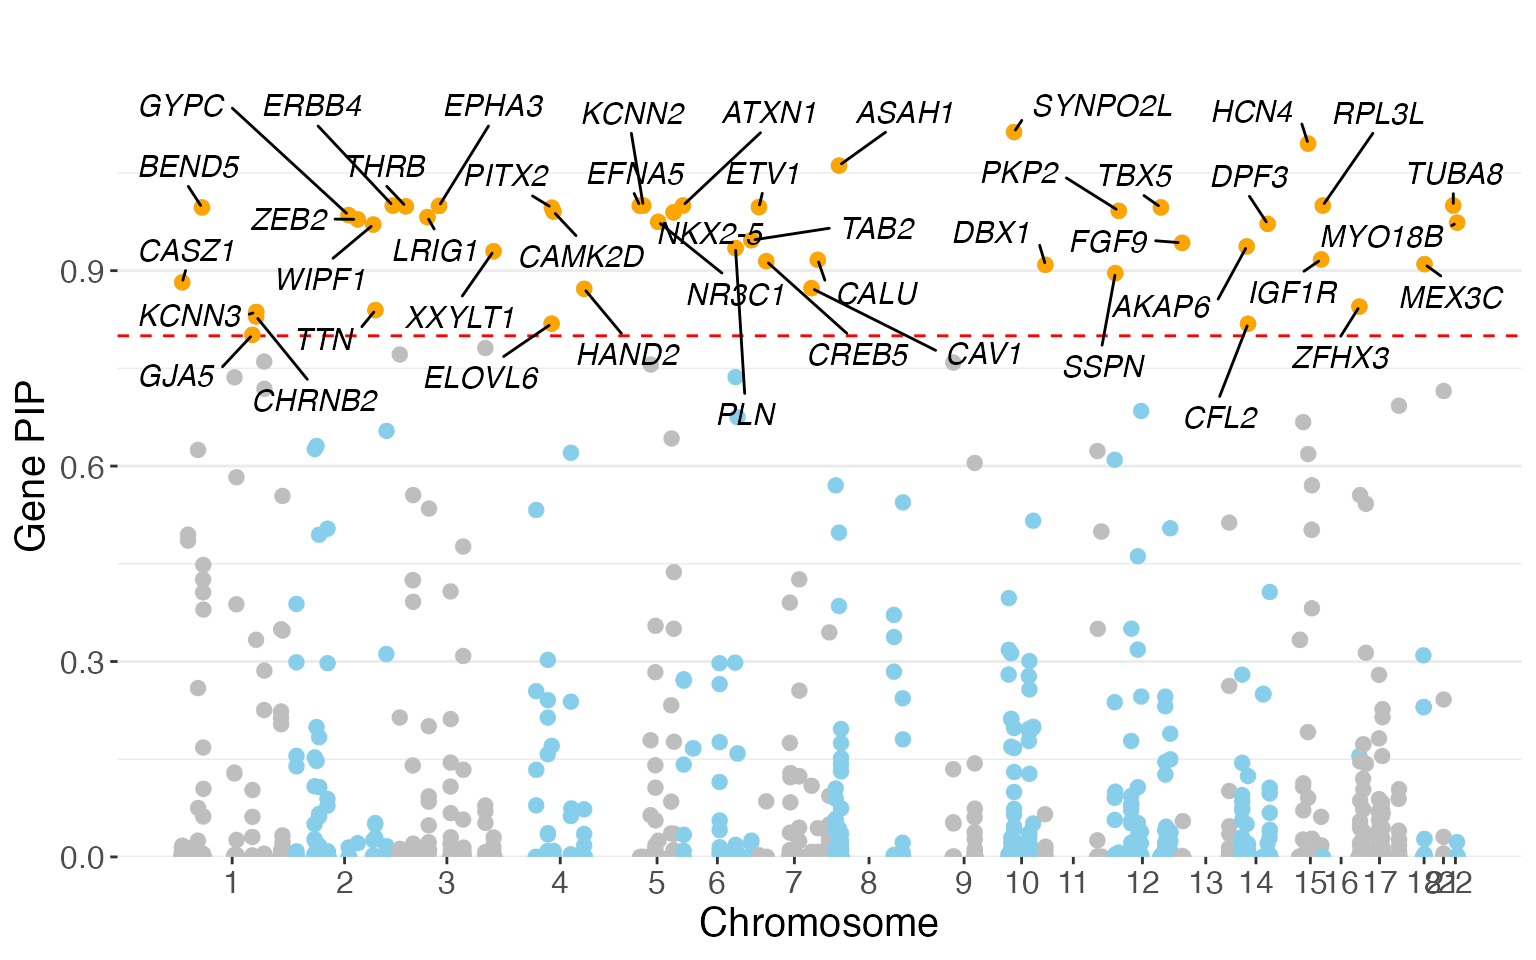 GYPC ERBB4 EPHA3 KCNN2 ATXN1 ASAH1 SYNPO2L HCN4 RPL3L
BEND5 THRB PITX2 EFNA5 ETV1 PKP2 TBX5 DPF3 TUBA8
ZEB2 NKX2-5 TAB2 DBX1 FGF9 MYO18B
CASZ1 WIPF1 LRIG1 CAMK2D
NR3C1 CALU AKAP6 IGF1R MEX3C
KCNN3 TTN XXYLT1 HAND2 CREB5 CAV1 SSPN ZFHX3
GJA5 CHRNB2 ELOVL6 PLN CFL2
0.9
0.6
0.3
0.0
Gene PIP
1 2 3 4 5 6 7 8 9 10 11 12 13 14 15 16 17 18 22
Chromosome